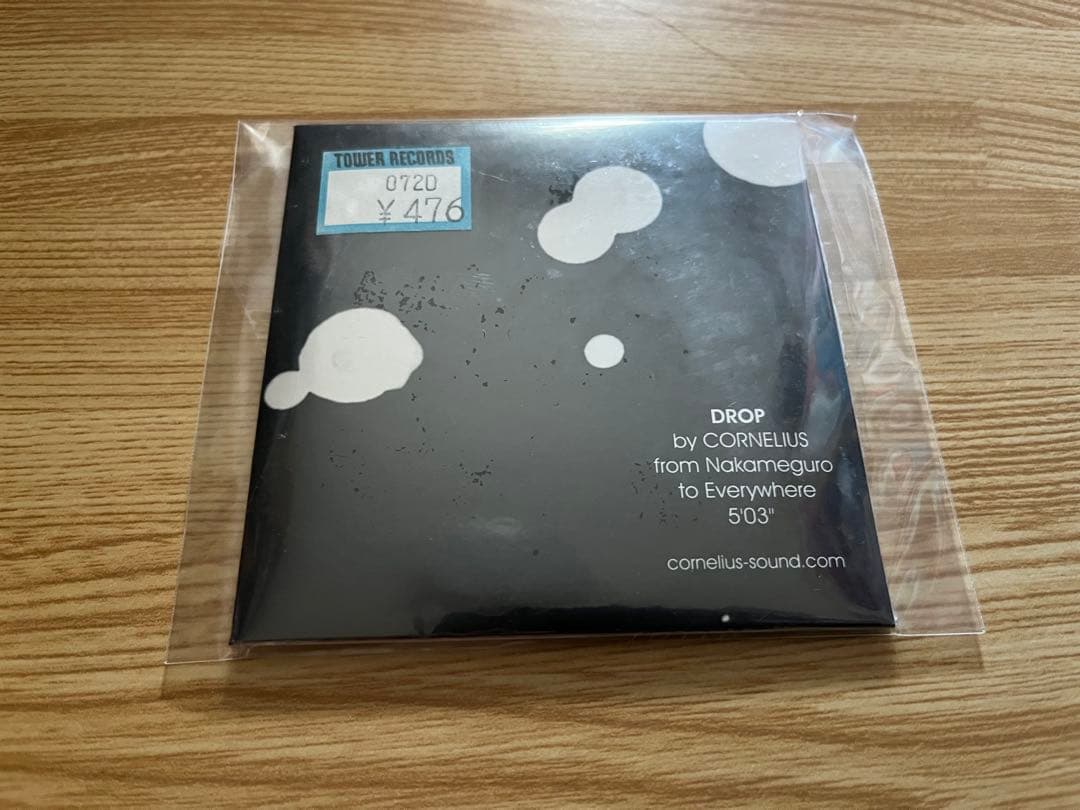 TOWER RECORDS
0720
¥ 476
DROP
by CORNELIUS
from Nakameguro
to Everywhere
5'03"
cornelius-sound.com